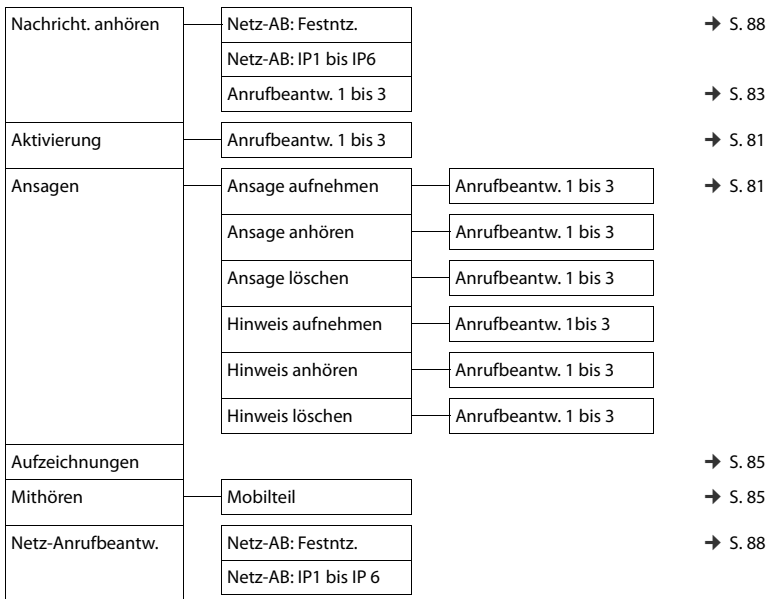 Nachricht. anhören Netz-AB: Festntz. ➔ S. 88
Netz-AB: IP1 bis IP6
Anrufbeantw. 1 bis 3 ➔ S. 83
Aktivierung Anrufbeantw. 1 bis 3 ➔ S. 81
Ansagen Ansage aufnehmen Anrufbeantw. 1 bis 3 ➔ S. 81
Ansage anhören Anrufbeantw. 1 bis 3
Ansage löschen Anrufbeantw. 1 bis 3
Hinweis aufnehmen Anrufbeantw. 1bis 3
Hinweis anhören Anrufbeantw. 1 bis 3
Hinweis löschen Anrufbeantw. 1 bis 3
Aufzeichnungen ➔ S. 85
Mithören Mobilteil ➔ S. 85
Netz-Anrufbeantw. Netz-AB: Festntz. ➔ S. 88
Netz-AB: IP1 bis IP 6